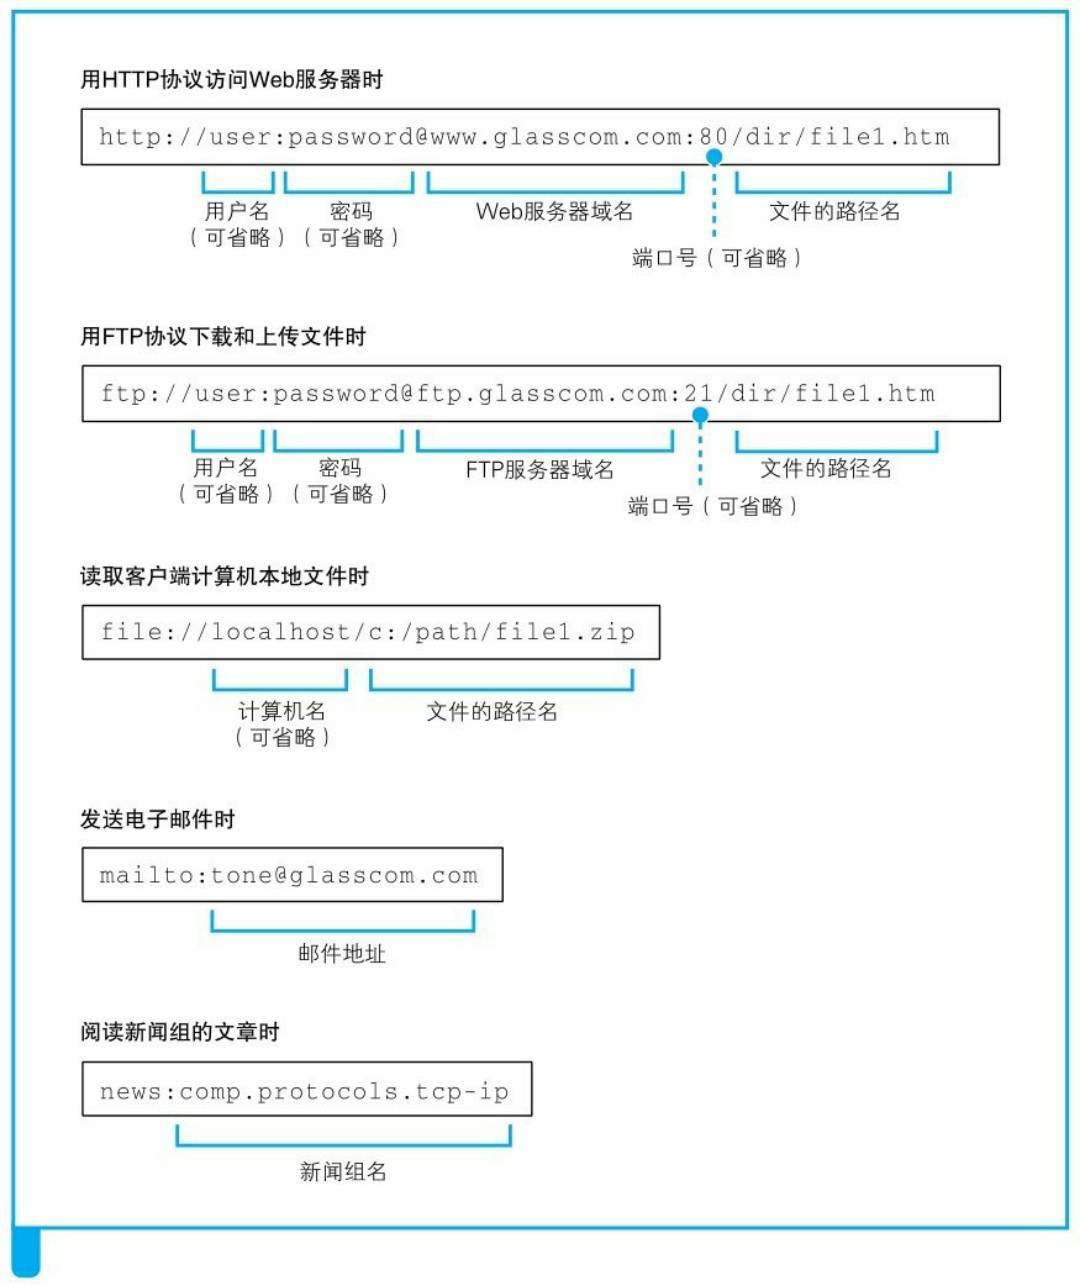 用HTTP协议访问Web服务器时
http://user:password@www.glasscom.com:80/dir/file1.htm
用户名 密码 Web服务器域名 文件的路径名
（可省略） （可省略）
端口号（可省略）
用FTP协议下载和上传文件时
ftp://user:password@ftp.glasscom.com:21/dir/file1.htm
用户名 密码 FTP服务器域名 文件的路径名
（可省略） （可省略）
端口号（可省略）
读取客户端计算机本地文件时
file://localhost/c:/path/file1.zip
计算机名 文件的路径名
（可省略）
发送电子邮件时
mailto:tone@glasscom.com
邮件地址
阅读新闻组的文章时
news:comp.protocols.tcp-ip
新闻组名